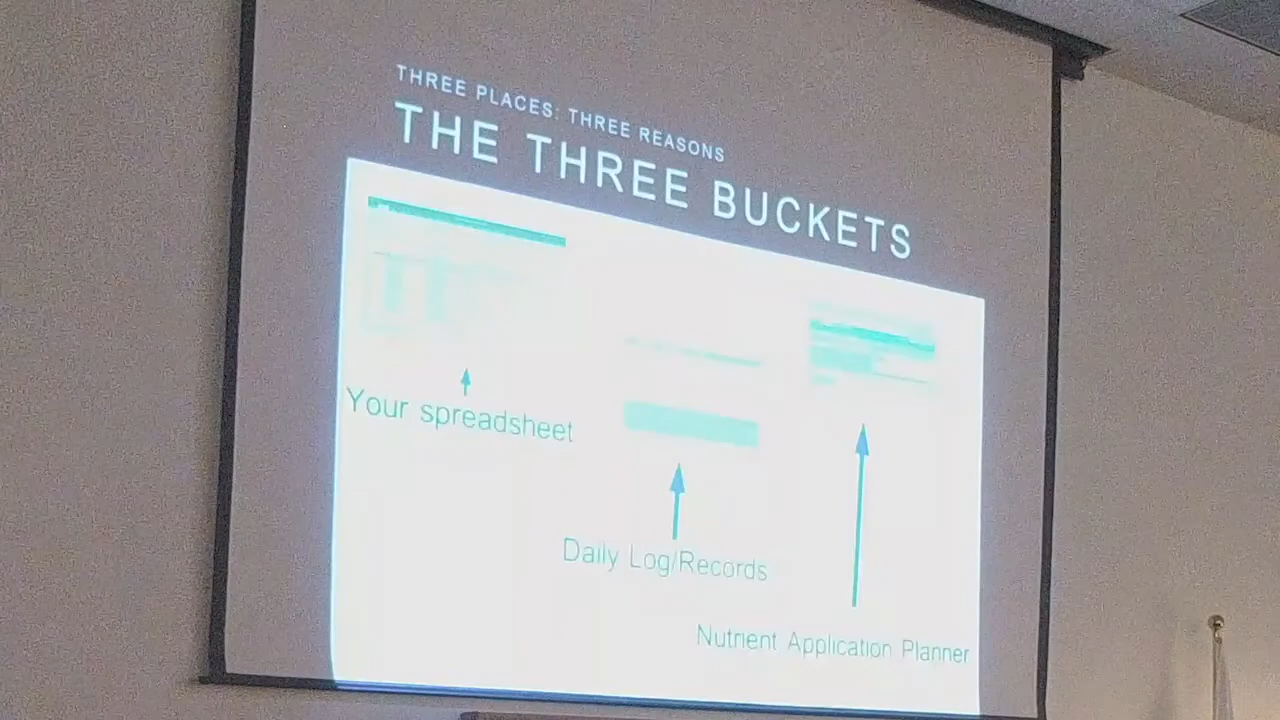 THREE PLACES: THREE REASONS
THE THREE BUCKETS
Your spreadsheet
Daily Log/Records
Nutrient Application Planner